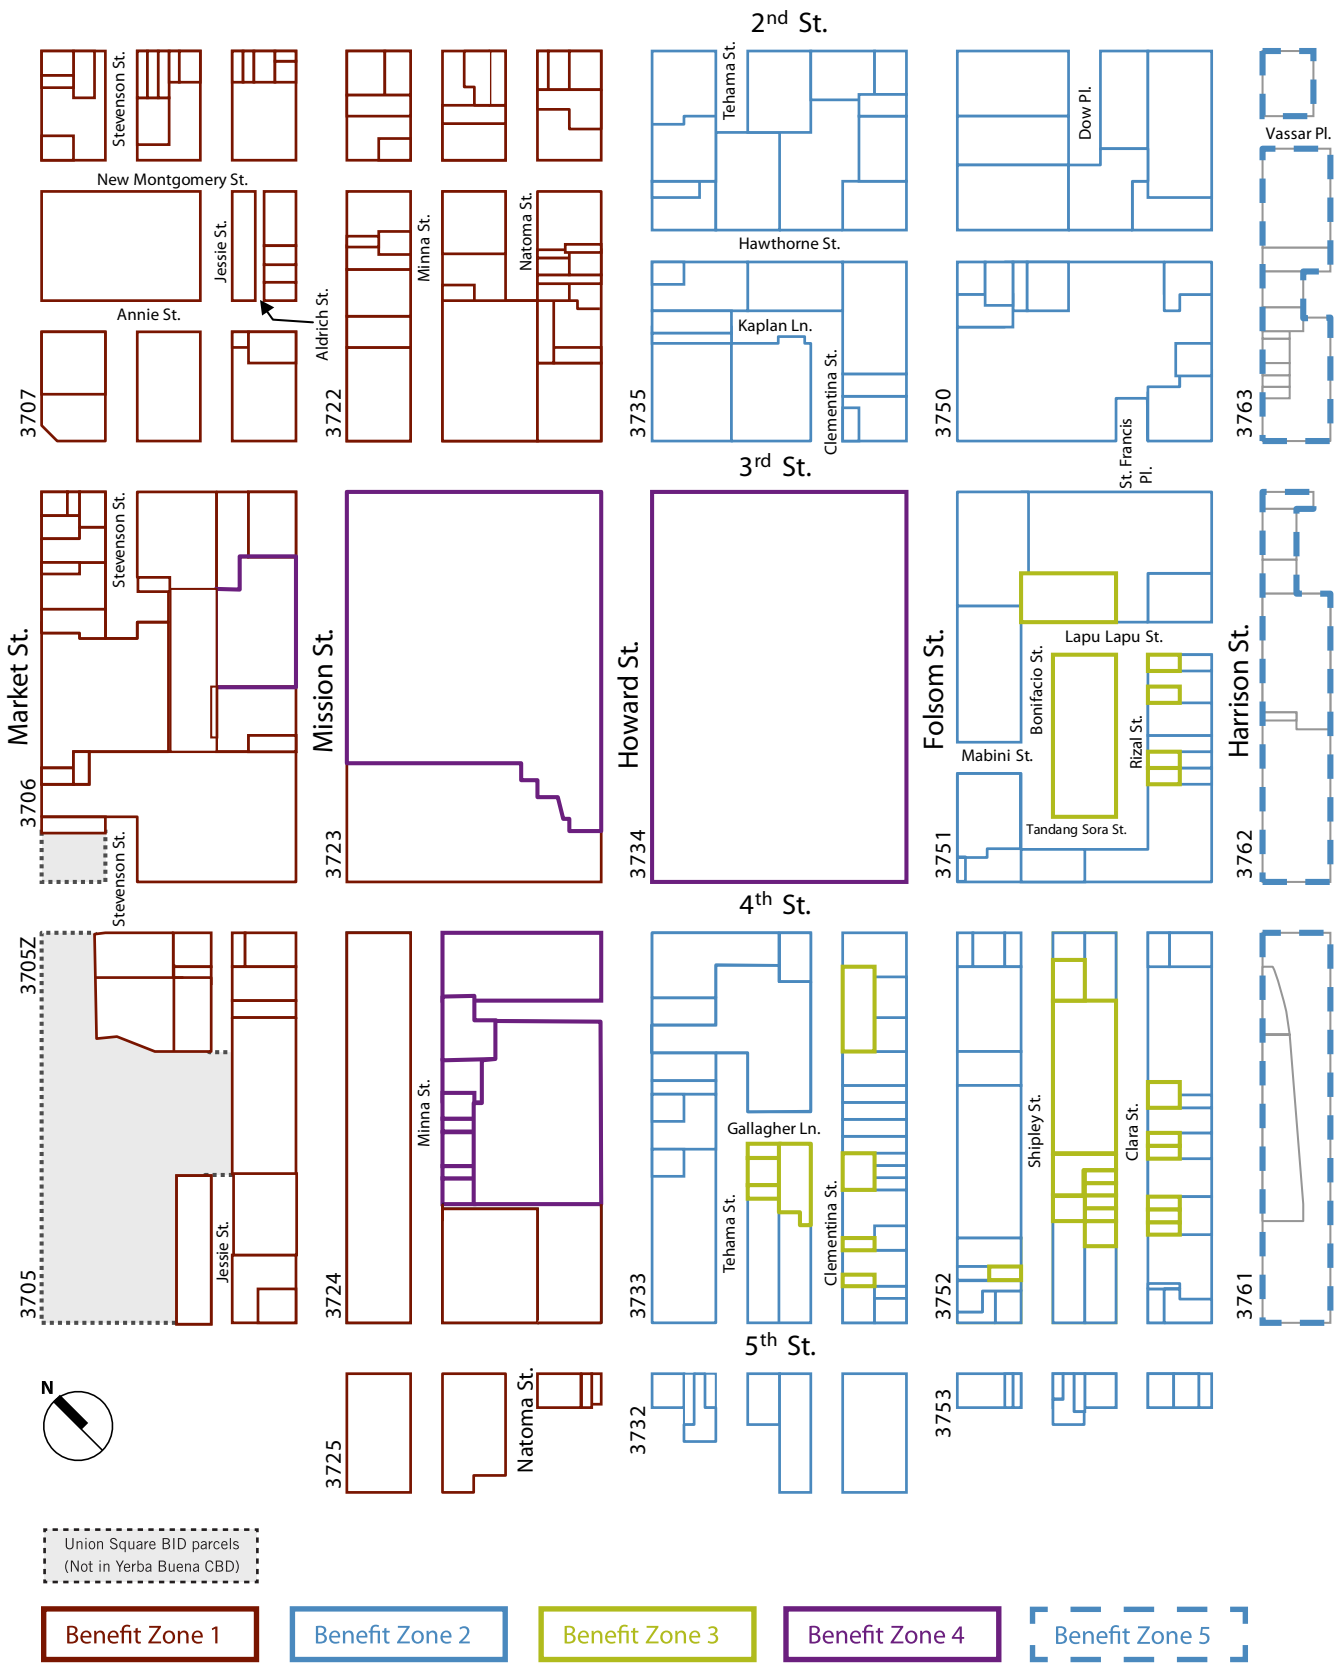 2nd St.
Stevenson St.
Tehama St.
Dow Pl.
Vassar Pl.
New Montgomery St.
Jessie St.
Minna St.
Natoma St.
Hawthorne St.
Annie St.
Aldrich St.
Kaplan Ln.
Clementina St.
St. Francis
Pl.
3707
3722
3735
3750
3763
3rd St.
Stevenson St.
Market St.
Mission St.
Howard St.
Folsom St.
Harrison St.
Lapu Lapu St.
Bonifacio St.
Rizal St.
Mabini St.
Tandang Sora St.
3706
3723
3734
3751
3762
Stevenson St.
4th St.
3705Z
Minna St.
Gallagher Ln.
Shipley St.
Clara St.
Jessie St.
Tehama St.
Clementina St.
3705
3724
3733
3752
3761
5th St.
N
3725
Natoma St.
3732
3753
Union Square BID parcels
(Not in Yerba Buena CBD)
Benefit Zone 1
Benefit Zone 2
Benefit Zone 3
Benefit Zone 4
Benefit Zone 5